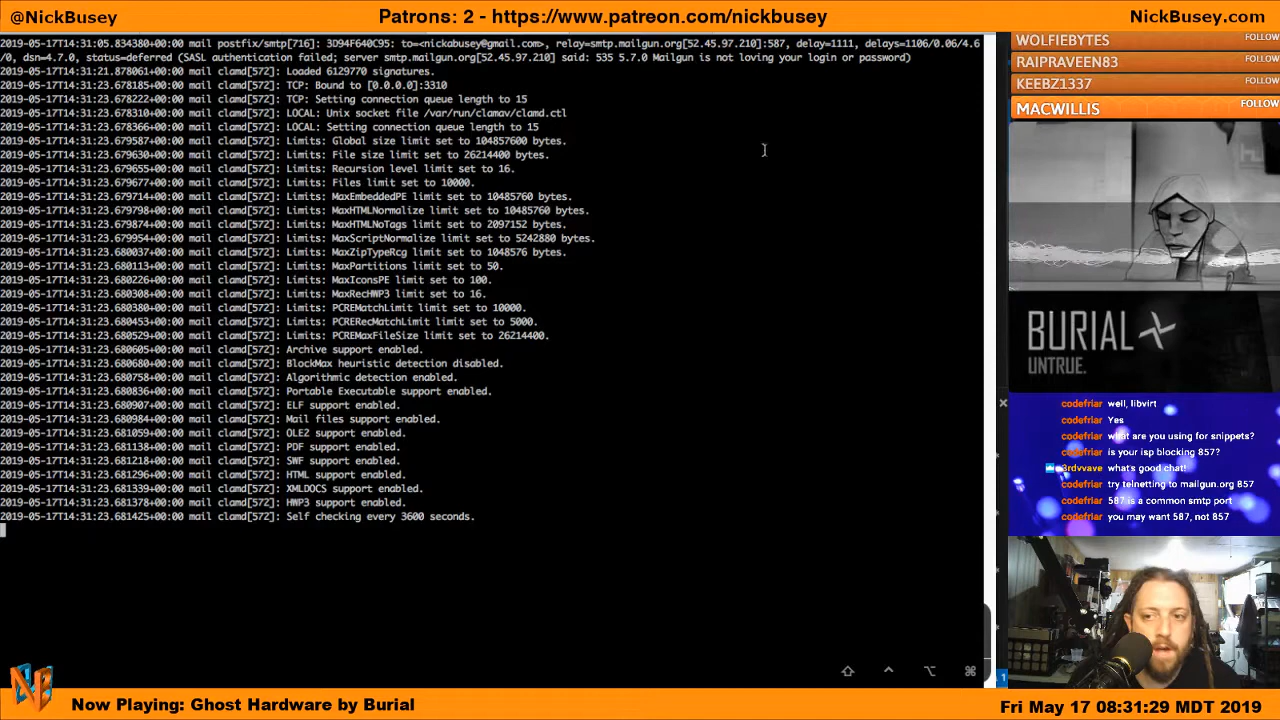 @NickBusey
Patrons: 2 - https://www.patreon.com/nickbusey
NickBusey.com
2019-05-17T14:31:05.834380+00:00 mail postfix/smtp[716]: 3D94F640C95: to=<nickabusey@gmail.com>, relay=smtp.mailgun.org[52.45.97.210]:587, delay=1111, delays=1106/0.06/4.6
/0, dsn=4.7.0, status=deferred (SASL authentication failed; server smtp.mailgun.org[52.45.97.210] said: 535 5.7.0 Mailgun is not loving your login or password)
2019-05-17T14:31:20.878061+00:00 mail clamd[572]: Loaded 6129770 signatures.
2019-05-17T14:31:23.678185+00:00 mail clamd[572]: TCP: Bound to [0.0.0.0]:3310
2019-05-17T14:31:23.678222+00:00 mail clamd[572]: TCP: Setting connection queue length to 15
2019-05-17T14:31:23.678310+00:00 mail clamd[572]: LOCAL: Unix socket file /var/run/clamav/clamd.ctl
2019-05-17T14:31:23.678366+00:00 mail clamd[572]: LOCAL: Setting connection queue length to 15
2019-05-17T14:31:23.679587+00:00 mail clamd[572]: Limits: Global size limit set to 104857600 bytes.
2019-05-17T14:31:23.679630+00:00 mail clamd[572]: Limits: File size limit set to 26214400 bytes.
2019-05-17T14:31:23.679655+00:00 mail clamd[572]: Limits: Recursion level limit set to 16.
2019-05-17T14:31:23.679677+00:00 mail clamd[572]: Limits: Files limit set to 10000.
2019-05-17T14:31:23.679714+00:00 mail clamd[572]: Limits: MaxEmbeddedPE limit set to 10485760 bytes.
2019-05-17T14:31:23.679798+00:00 mail clamd[572]: Limits: MaxHTMLNormalize limit set to 10485760 bytes.
2019-05-17T14:31:23.679874+00:00 mail clamd[572]: Limits: MaxHTMLNoTags limit set to 2097152 bytes.
2019-05-17T14:31:23.679954+00:00 mail clamd[572]: Limits: MaxScriptNormalize limit set to 5242880 bytes.
2019-05-17T14:31:23.680037+00:00 mail clamd[572]: Limits: MaxZipTypeRcg limit set to 1048576 bytes.
2019-05-17T14:31:23.680113+00:00 mail clamd[572]: Limits: MaxPartitions limit set to 50.
2019-05-17T14:31:23.680226+00:00 mail clamd[572]: Limits: MaxIconsPE limit set to 100.
2019-05-17T14:31:23.680308+00:00 mail clamd[572]: Limits: MaxRecHWP3 limit set to 16.
2019-05-17T14:31:23.680380+00:00 mail clamd[572]: Limits: PCREMatchLimit limit set to 10000.
2019-05-17T14:31:23.680453+00:00 mail clamd[572]: Limits: PCRERecMatchLimit limit set to 5000.
2019-05-17T14:31:23.680529+00:00 mail clamd[572]: Limits: PCREMaxFileSize limit set to 26214400.
2019-05-17T14:31:23.680605+00:00 mail clamd[572]: Archive support enabled.
2019-05-17T14:31:23.680680+00:00 mail clamd[572]: BlockMax heuristic detection disabled.
2019-05-17T14:31:23.680758+00:00 mail clamd[572]: Algorithmic detection enabled.
2019-05-17T14:31:23.680836+00:00 mail clamd[572]: Portable Executable support enabled.
2019-05-17T14:31:23.680907+00:00 mail clamd[572]: ELF support enabled.
2019-05-17T14:31:23.680984+00:00 mail clamd[572]: Mail files support enabled.
2019-05-17T14:31:23.681059+00:00 mail clamd[572]: OLE2 support enabled.
2019-05-17T14:31:23.681138+00:00 mail clamd[572]: PDF support enabled.
2019-05-17T14:31:23.681218+00:00 mail clamd[572]: SWF support enabled.
2019-05-17T14:31:23.681296+00:00 mail clamd[572]: HTML support enabled.
2019-05-17T14:31:23.681339+00:00 mail clamd[572]: XMLDOCS support enabled.
2019-05-17T14:31:23.681378+00:00 mail clamd[572]: HWP3 support enabled.
2019-05-17T14:31:23.681425+00:00 mail clamd[572]: Self checking every 3600 seconds.
WOLFIEBYTES FOLLOW
RAIPRAVEEN83 FOLLOW
KEEBZ1337 FOLLOW
MACWILLIS FOLLOW
BURIAL
UNTRUE.
codefriar well, libvirt
codefriar Yes
codefriar what are you using for snippets?
codefriar is your isp blocking 857?
3rdvvave what's good chat!
codefriar try telnetting to mailgun.org 857
codefriar 587 is a common smtp port
codefriar you may want 587, not 857
1
Now Playing: Ghost Hardware by Burial
Fri May 17 08:31:29 MDT 2019